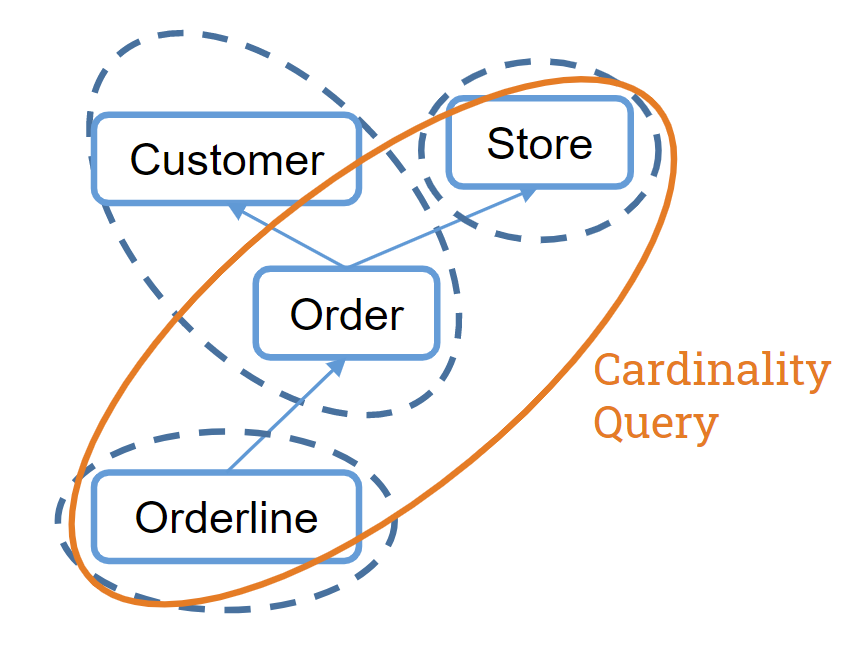 Customer
Store
Order
Cardinality
Query
Orderline